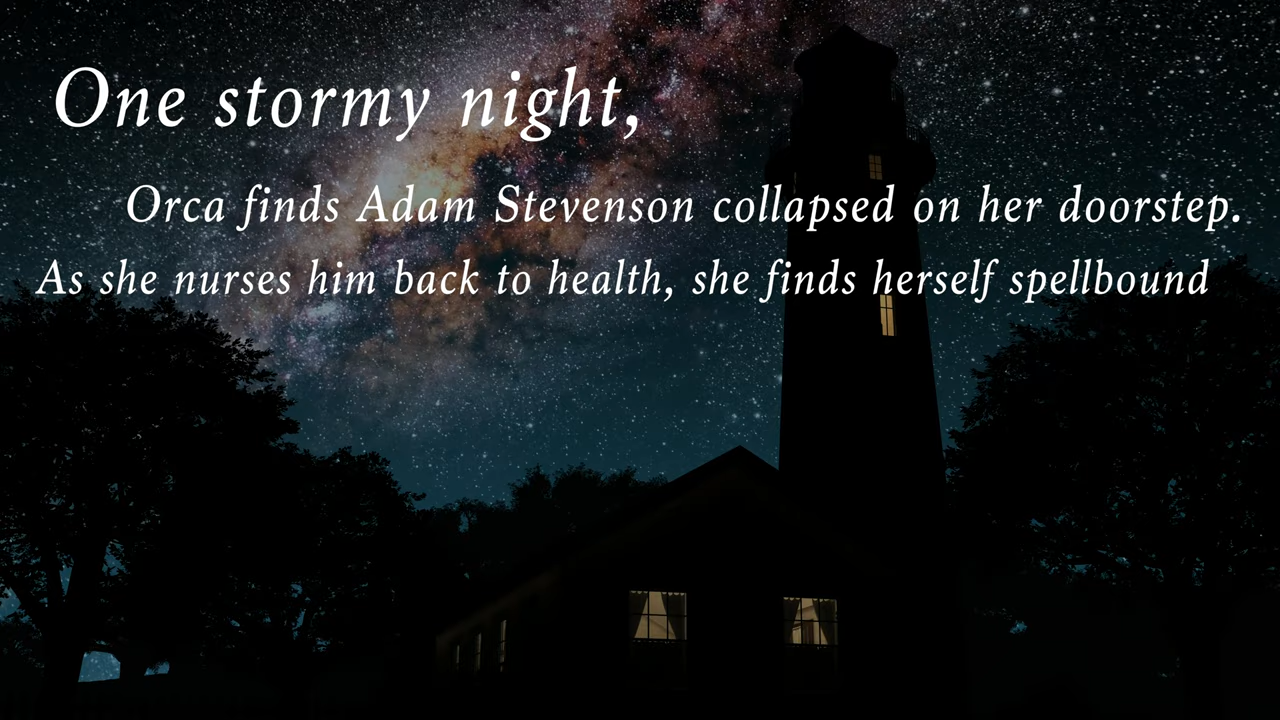 One stormy night,
Orca finds Adam Stevenson collapsed on her doorstep.
As she nurses him back to health, she finds herself spellbound